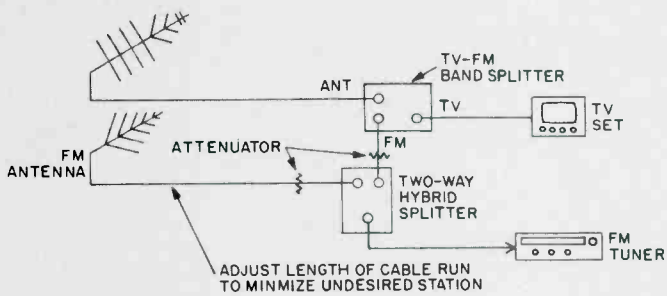 TV-FM
BAND SPLITTER
ANT
TV
TV
SET
FM
ANTENNA
ATTENUATOR
FM
TWO-WAY
HYBRID
SPLITTER
FM
TUNER
ADJUST LENGTH OF CABLE RUN
TO MINMIZE UNDESIRED STATION